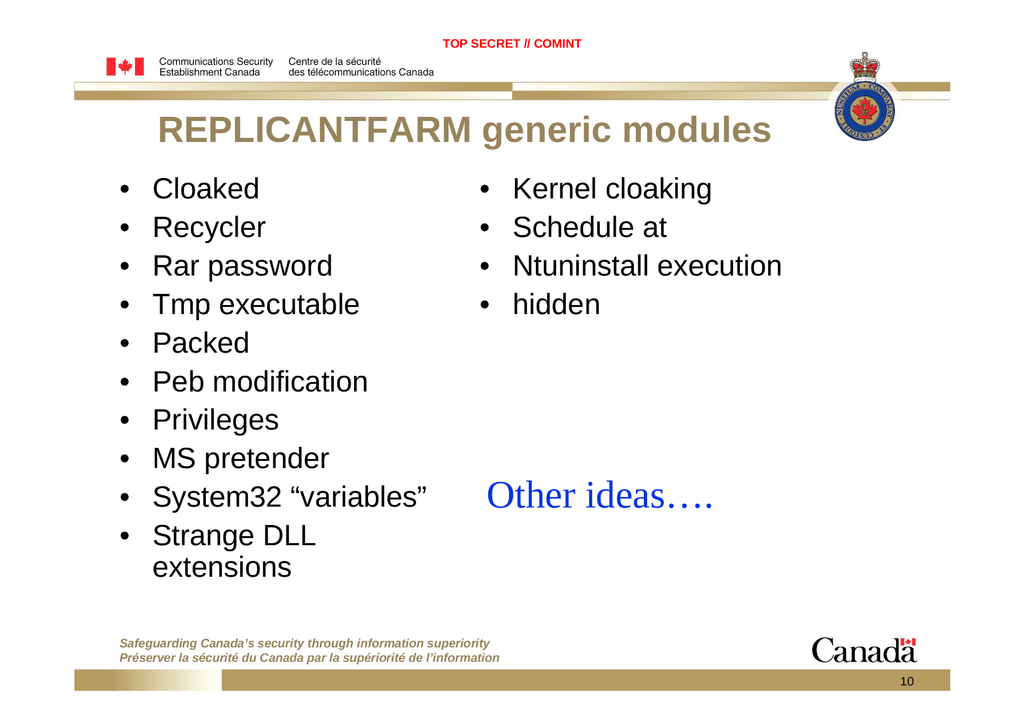 TOP SECRET // COMINT
Communications Security
Establishment Canada
Centre de la sécurité
des télécommunications Canada
REPLICANTFARM generic modules
• Cloaked
• Recycler
• Rar password
• Tmp executable
• Packed
• Peb modification
• Privileges
• MS pretender
• System32 “variables”
• Strange DLL
extensions
• Kernel cloaking
• Schedule at
• Ntuninstall execution
• hidden
Other ideas….
Safeguarding Canada’s security through information superiority
Préserver la sécurité du Canada par la supériorité de l’information
Canada
10